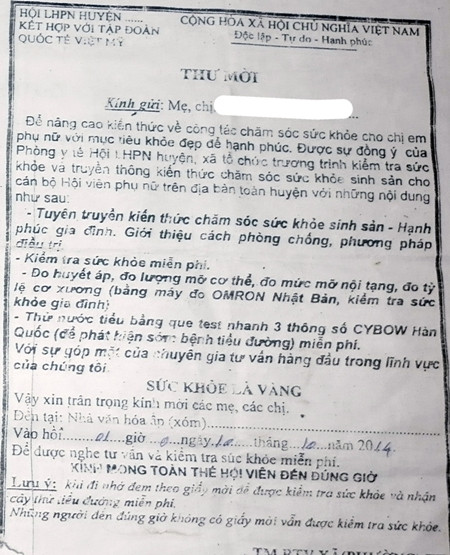 HỘI LHPN HUYỆN ......
KẾT HỢP VỚI TẬP ĐOÀN
QUỐC TẾ VIỆT MỸ
CỘNG HÒA XÃ HỘI CHỦ NGHĨA VIỆT NAM
Độc lập - Tự do - Hạnh phúc
THƯ MỜI
Kính gửi: Mẹ, chị
Để nâng cao kiến thức về công tác chăm sóc sức khỏe cho chị em
phụ nữ với mục tiêu khỏe đẹp để hạnh phúc. Được sự đồng ý của
Phòng y tế Hội LHPN huyện, xã tổ chức trương trình kiểm tra sức
khỏe và truyền thông kiến thức chăm sóc sức khỏe sinh sản cho
cán bộ Hội viên phụ nữ trên địa bàn toàn huyện với những nội dung
như sau:
- Tuyên truyền kiến thức chăm sóc sức khỏe sinh sản - Hạnh
phúc gia đình. Giới thiệu cách phòng chống, phương pháp
điều trị.
- Kiểm tra sức khỏe miễn phí.
- Đo huyết áp, đo lượng mỡ cơ thể, đo mức mỡ nội tạng, đo tỷ
lệ cơ xương (bằng máy đo OMRON Nhật Bản, kiểm tra sức
khỏe gia đình)
- Thử nước tiểu bằng que test nhanh 3 thông số CYBOW Hàn
Quốc (để phát hiện sớm bệnh tiểu đường) miễn phí.
Với sự góp mặt của chuyên gia tư vấn hàng đầu trong lĩnh vực
của chúng tôi.
SỨC KHỎE LÀ VÀNG
Vậy xin trân trọng kính mời các mẹ, các chị.
Đến tại: Nhà văn hóa ấp (xóm)
Vào hồi 01 giờ ngày tháng 10 năm 2014
Để được nghe tư vấn và kiểm tra sức khỏe miễn phí.
KÍNH MONG TOÀN THỂ HỘI VIÊN ĐẾN ĐÚNG GIỜ
Lưu ý: khi đi nhớ đem theo giấy mời để được kiểm tra sức khỏe và nhận
cây thử tiểu đường miễn phí.
Những người đến đúng giờ không có giấy mời vẫn được kiểm tra sức khỏe.